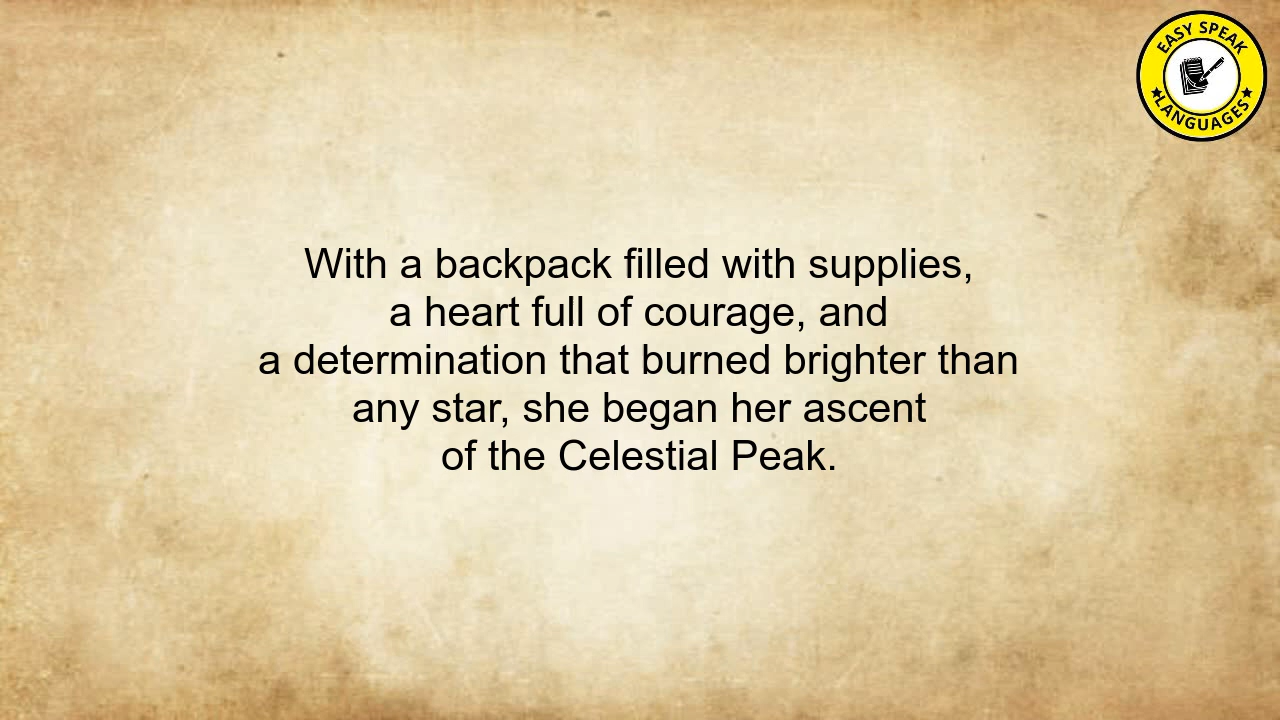 EASY SPEAK
LANGUAGES
With a backpack filled with supplies,
a heart full of courage, and
a determination that burned brighter than
any star, she began her ascent
of the Celestial Peak.